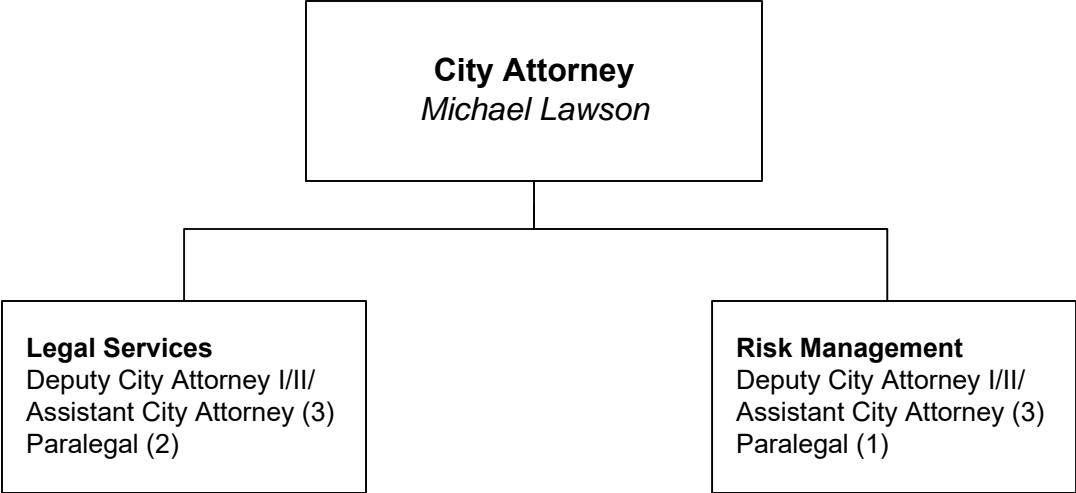 City Attorney
Michael Lawson
Legal Services
Deputy City Attorney I/II/
Assistant City Attorney (3)
Paralegal (2)
Risk Management
Deputy City Attorney I/II/
Assistant City Attorney (3)
Paralegal (1)